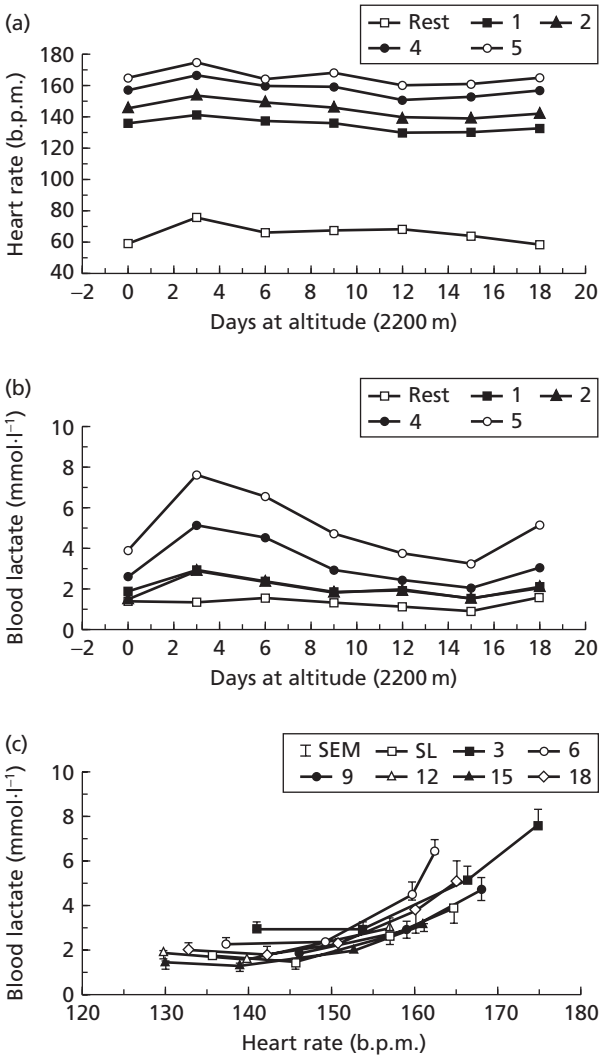 (a)
Rest 1 2
4 5
Heart rate (b.p.m.)
180
160
140
120
100
80
60
40
−2 0 2 4 6 8 10 12 14 16 18 20
Days at altitude (2200 m)
(b)
Rest 1 2
4 5
Blood lactate (mmol·l⁻¹)
10
8
6
4
2
0
−2 0 2 4 6 8 10 12 14 16 18 20
Days at altitude (2200 m)
(c)
SEM SL 3 6
9 12 15 18
Blood lactate (mmol·l⁻¹)
10
8
6
4
2
0
120 130 140 150 160 170 180
Heart rate (b.p.m.)